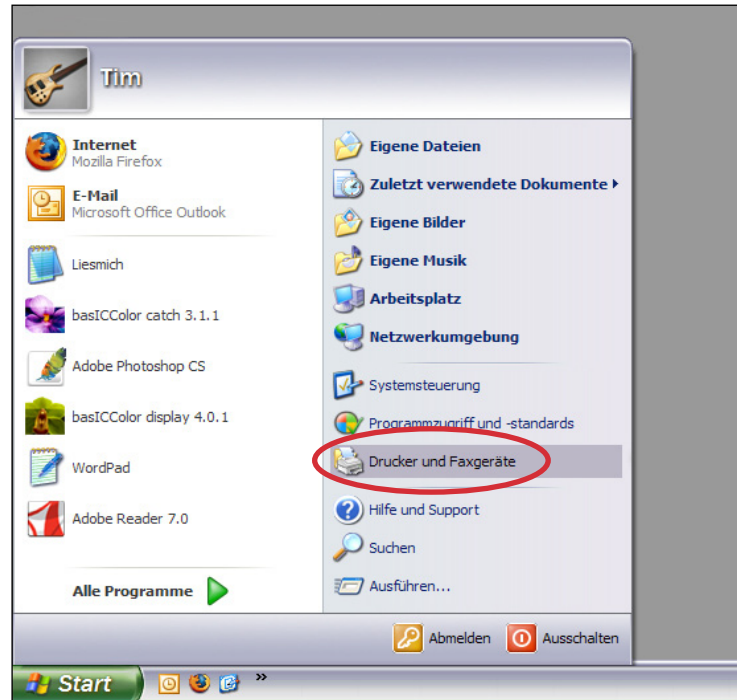 Tim
Internet
Mozilla Firefox
E-Mail
Microsoft Office Outlook
Liesmich
basICColor catch 3.1.1
Adobe Photoshop CS
basICColor display 4.0.1
WordPad
Adobe Reader 7.0
Alle Programme
Eigene Dateien
Zuletzt verwendete Dokumente
Eigene Bilder
Eigene Musik
Arbeitsplatz
Netzwerkumgebung
Systemsteuerung
Programmzugriff und -standards
Drucker und Faxgeräte
Hilfe und Support
Suchen
Ausführen...
Abmelden
Ausschalten
Start
»